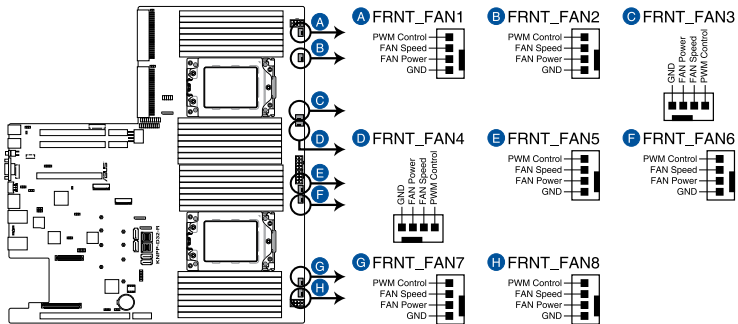 A FRNT_FAN1
PWM Control
FAN Speed
FAN Power
GND
B FRNT_FAN2
PWM Control
FAN Speed
FAN Power
GND
C FRNT_FAN3
GND
FAN Power
FAN Speed
PWM Control
D FRNT_FAN4
GND
FAN Power
FAN Speed
PWM Control
E FRNT_FAN5
PWM Control
FAN Speed
FAN Power
GND
F FRNT_FAN6
PWM Control
FAN Speed
FAN Power
GND
G FRNT_FAN7
PWM Control
FAN Speed
FAN Power
GND
H FRNT_FAN8
PWM Control
FAN Speed
FAN Power
GND
A
B
C
D
E
F
G
H
ASUS
KNPP-D32-R